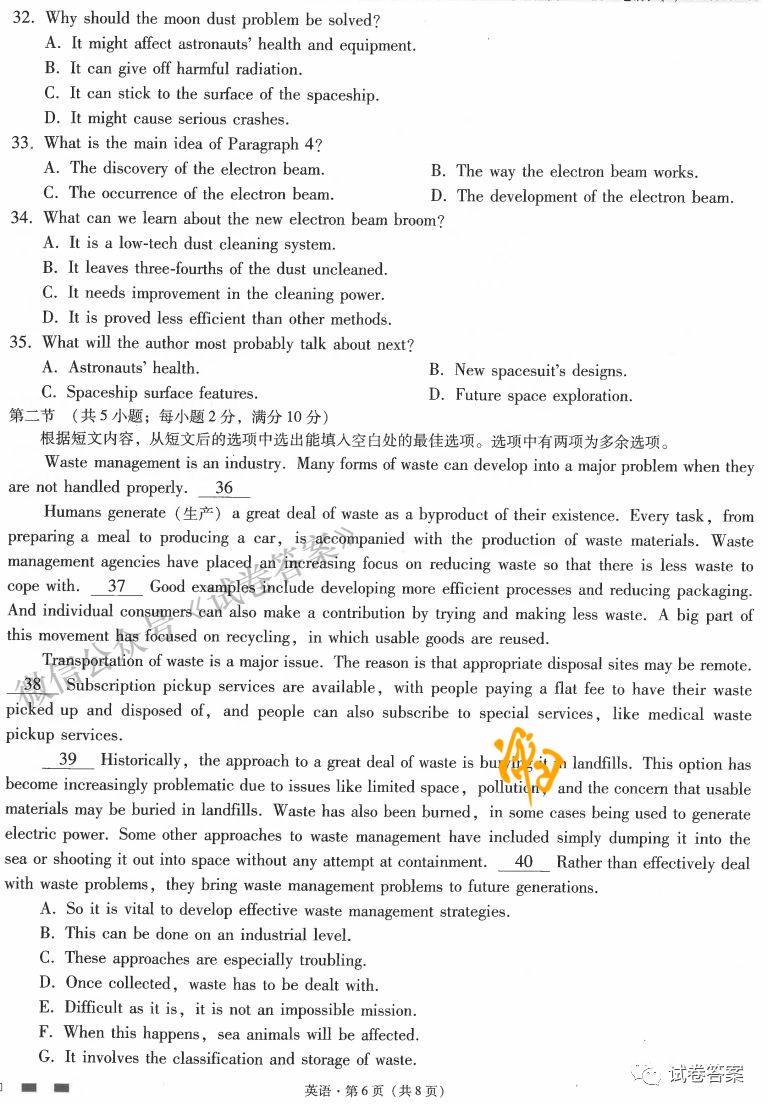 32. Why should the moon dust problem be solved?
A. It might affect astronauts' health and equipment.
B. It can give off harmful radiation.
C. It can stick to the surface of the spaceship.
D. It might cause serious crashes.
33. What is the main idea of Paragraph 4?
A. The discovery of the electron beam. B. The way the electron beam works.
C. The occurrence of the electron beam. D. The development of the electron beam.
34. What can we learn about the new electron beam broom?
A. It is a low-tech dust cleaning system.
B. It leaves three-fourths of the dust uncleaned.
C. It needs improvement in the cleaning power.
D. It is proved less efficient than other methods.
35. What will the author most probably talk about next?
A. Astronauts' health. B. New spacesuit's designs.
C. Spaceship surface features. D. Future space exploration.
第二节 (共5小题;每小题2分,满分10分)
根据短文内容,从短文后的选项中选出能填入空白处的最佳选项。选项中有两项为多余选项。
Waste management is an industry. Many forms of waste can develop into a major problem when they
are not handled properly. 36
Humans generate (生产) a great deal of waste as a byproduct of their existence. Every task, from
preparing a meal to producing a car, is accompanied with the production of waste materials. Waste
management agencies have placed an increasing focus on reducing waste so that there is less waste to
cope with. 37 Good examples include developing more efficient processes and reducing packaging.
And individual consumers can also make a contribution by trying and making less waste. A big part of
this movement has focused on recycling, in which usable goods are reused.
Transportation of waste is a major issue. The reason is that appropriate disposal sites may be remote.
38 Subscription pickup services are available, with people paying a flat fee to have their waste
picked up and disposed of, and people can also subscribe to special services, like medical waste
pickup services.
39 Historically, the approach to a great deal of waste is burying it in landfills. This option has
become increasingly problematic due to issues like limited space, pollution, and the concern that usable
materials may be buried in landfills. Waste has also been burned, in some cases being used to generate
electric power. Some other approaches to waste management have included simply dumping it into the
sea or shooting it out into space without any attempt at containment. 40 Rather than effectively deal
with waste problems, they bring waste management problems to future generations.
A. So it is vital to develop effective waste management strategies.
B. This can be done on an industrial level.
C. These approaches are especially troubling.
D. Once collected, waste has to be dealt with.
E. Difficult as it is, it is not an impossible mission.
F. When this happens, sea animals will be affected.
G. It involves the classification and storage of waste.
英语·第6页(共8页)
微信公众号《试卷答案》
试卷答案